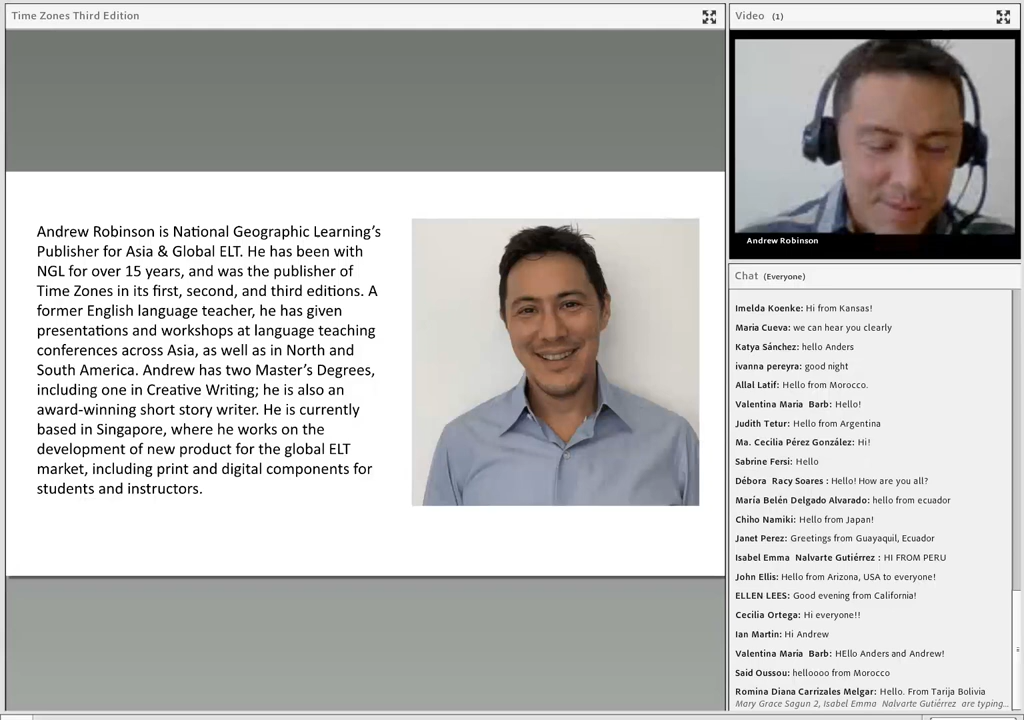 Time Zones Third Edition
Andrew Robinson is National Geographic Learning's
Publisher for Asia & Global ELT. He has been with
NGL for over 15 years, and was the publisher of
Time Zones in its first, second, and third editions. A
former English language teacher, he has given
presentations and workshops at language teaching
conferences across Asia, as well as in North and
South America. Andrew has two Master's Degrees,
including one in Creative Writing; he is also an
award-winning short story writer. He is currently
based in Singapore, where he works on the
development of new product for the global ELT
market, including print and digital components for
students and instructors.
Video (1)
Andrew Robinson
Chat (Everyone)
Imelda Koenke: Hi from Kansas!
Maria Cueva: we can hear you clearly
Katya Sánchez: hello Anders
ivanna pereyra: good night
Allal Latif: Hello from Morocco.
Valentina Maria Barb: Hello!
Judith Tetur: Hello from Argentina
Ma. Cecilia Pérez González: Hi!
Sabrine Fersi: Hello
Débora Racy Soares : Hello! How are you all?
María Belén Delgado Alvarado: hello from ecuador
Chiho Namiki: Hello from Japan!
Janet Perez: Greetings from Guayaquil, Ecuador
Isabel Emma Nalvarte Gutiérrez : HI FROM PERU
John Ellis: Hello from Arizona, USA to everyone!
ELLEN LEES: Good evening from California!
Cecilia Ortega: Hi everyone!!
Ian Martin: Hi Andrew
Valentina Maria Barb: HEllo Anders and Andrew!
Said Oussou: helloooo from Morocco
Romina Diana Carrizales Melgar: Hello. From Tarija Bolivia
Mary Grace Sagun 2, Isabel Emma Nalvarte Gutiérrez are typing...